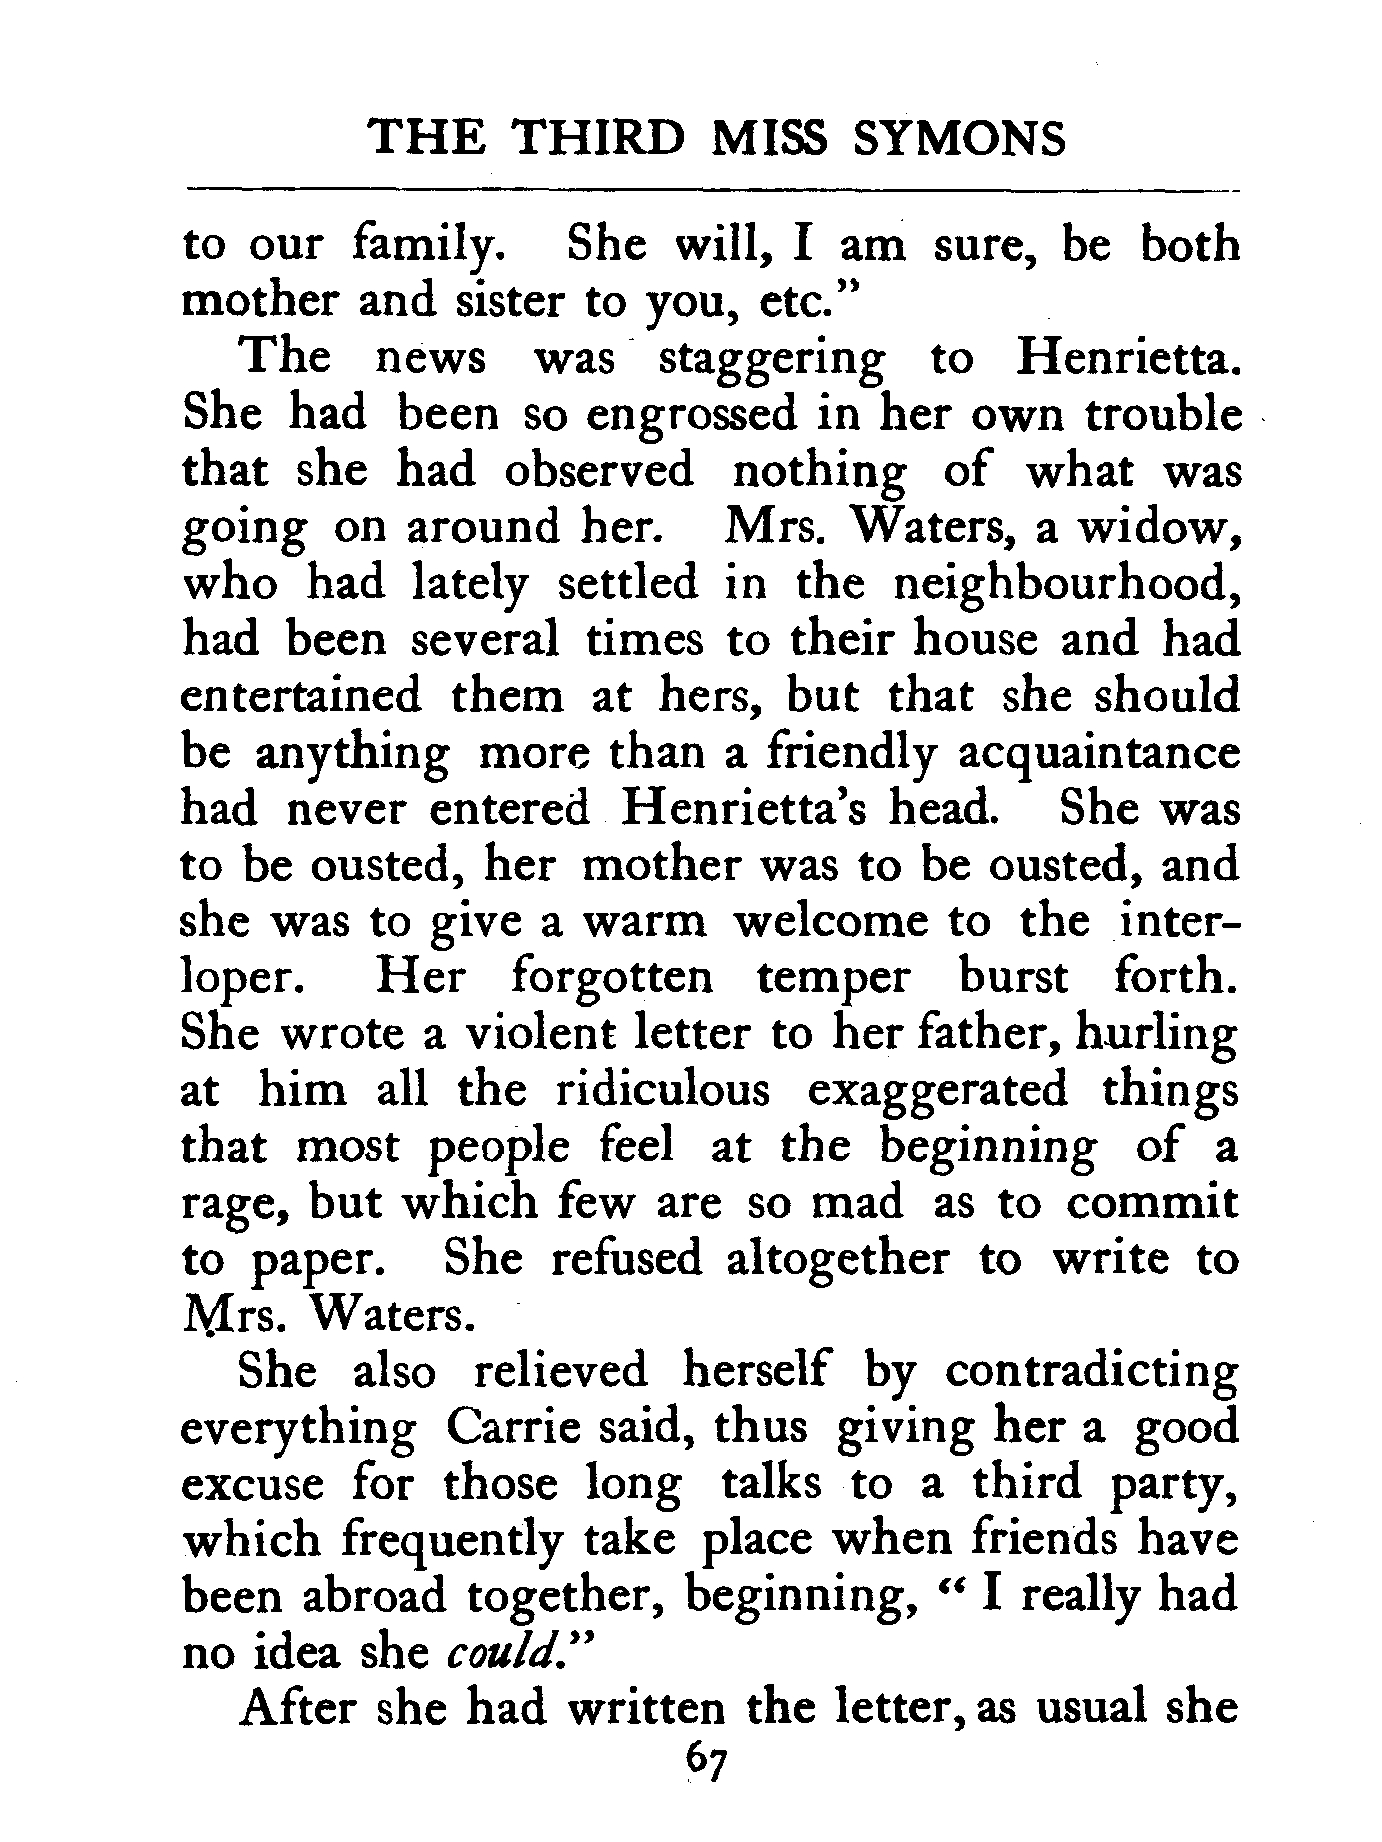 THE THIRD MISS SYMONS
to our family. She will, I am sure, be both
mother and sister to you, etc.”
The news was staggering to Henrietta.
She had been so engrossed in her own trouble
that she had observed nothing of what was
going on around her. Mrs. Waters, a widow,
who had lately settled in the neighbourhood,
had been several times to their house and had
entertained them at hers, but that she should
be anything more than a friendly acquaintance
had never entered Henrietta’s head. She was
to be ousted, her mother was to be ousted, and
she was to give a warm welcome to the inter-
loper. Her forgotten temper burst forth.
She wrote a violent letter to her father, hurling
at him all the ridiculous exaggerated things
that most people feel at the beginning of a
rage, but which few are so mad as to commit
to paper. She refused altogether to write to
Mrs. Waters.
She also relieved herself by contradicting
everything Carrie said, thus giving her a good
excuse for those long talks to a third party,
which frequently take place when friends have
been abroad together, beginning, “ I really had
no idea she could.”
After she had written the letter, as usual she
67